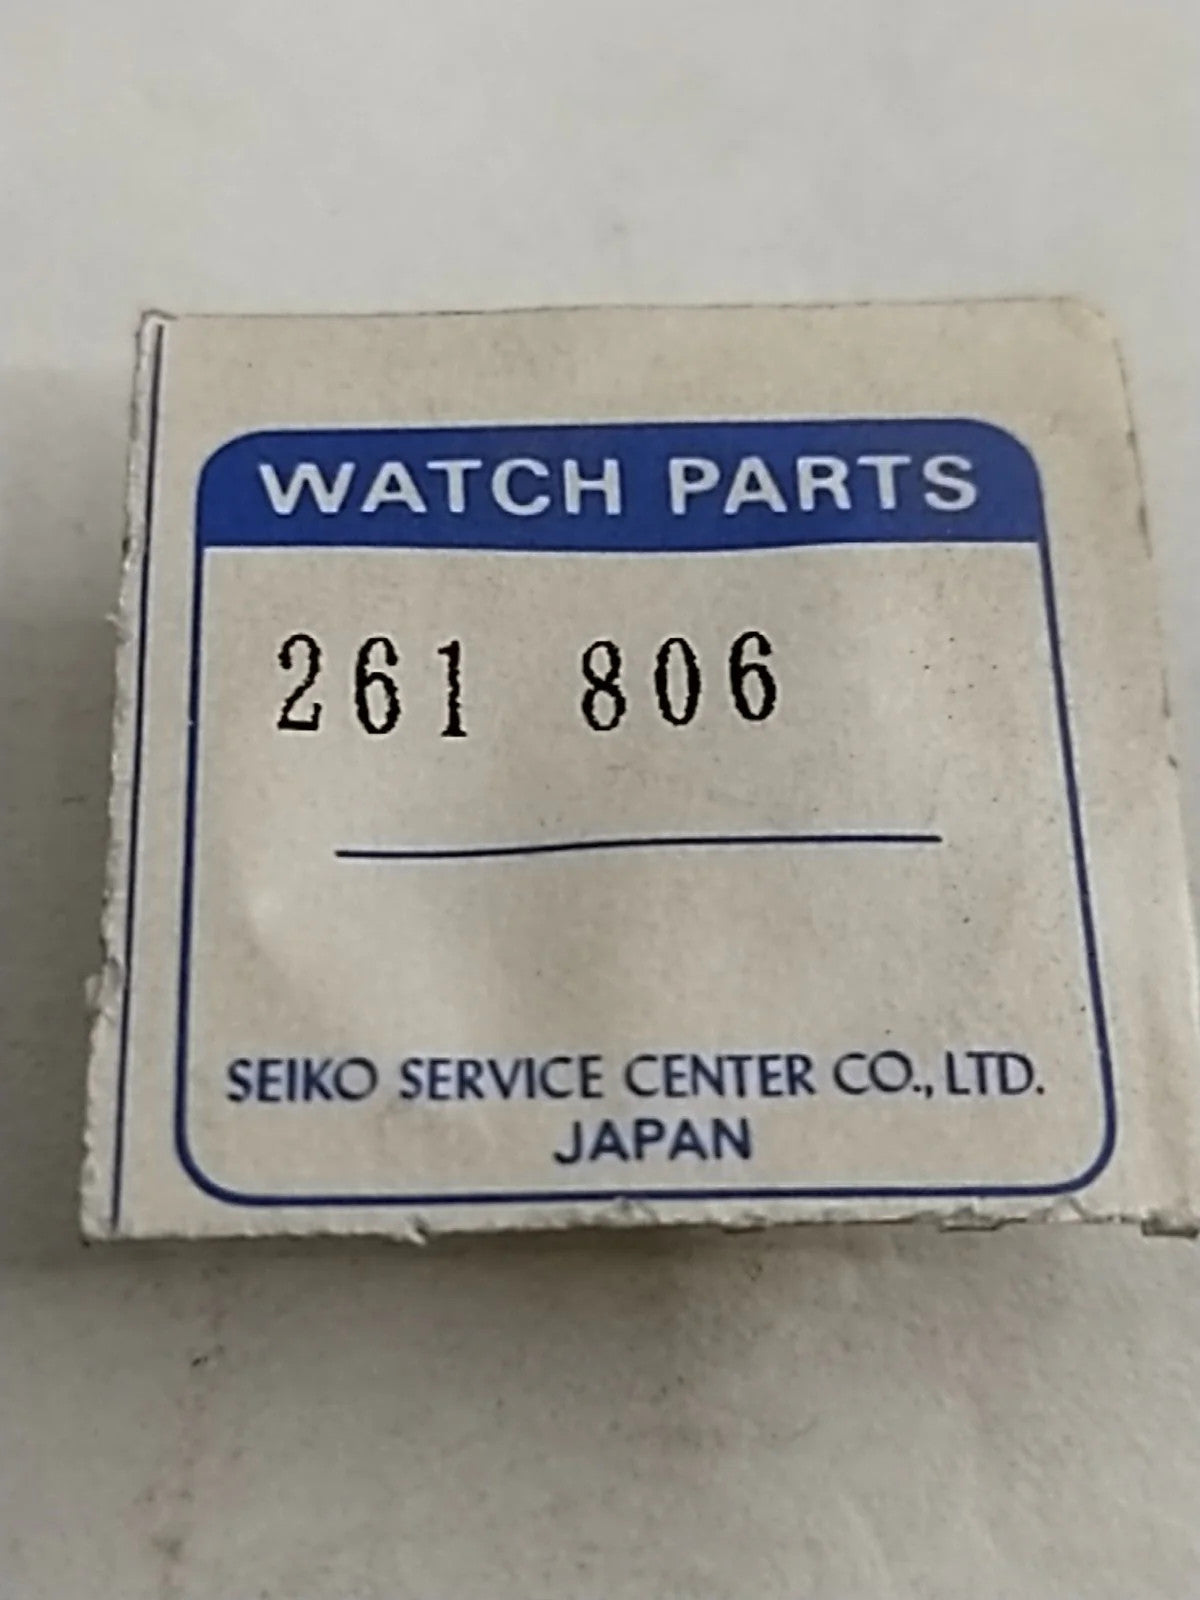 WATCH PARTS
261 806
SEIKO SERVICE CENTER CO., LTD.
JAPAN